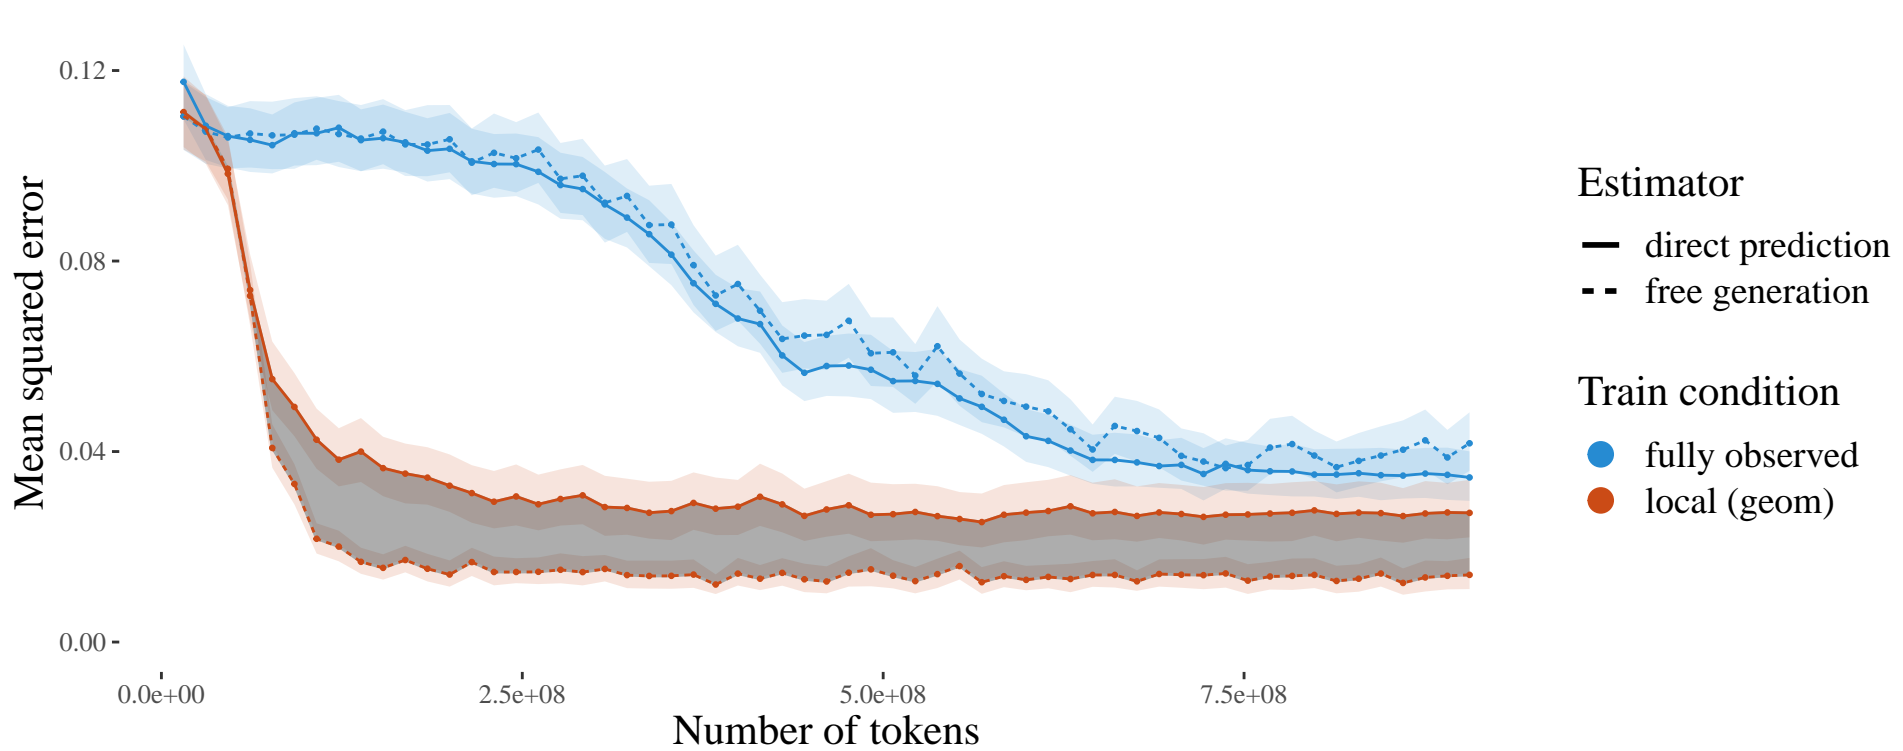 0.12
0.08
0.04
0.00
Mean squared error
0.0e+00
2.5e+08
5.0e+08
7.5e+08
Number of tokens
Estimator
direct prediction
free generation
Train condition
fully observed
local (geom)